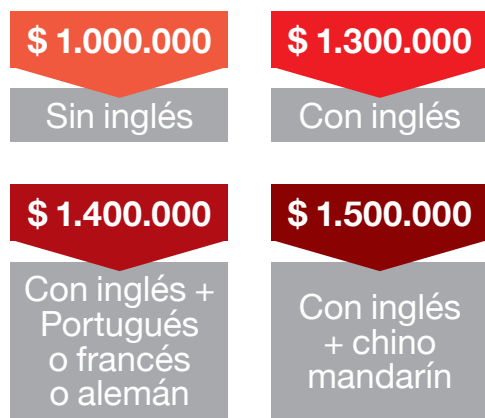 $ 1.000.000
Sin inglés
$ 1.300.000
Con inglés
$ 1.400.000
Con inglés +
Portugués
o francés
o alemán
$ 1.500.000
Con inglés
+ chino
mandarín